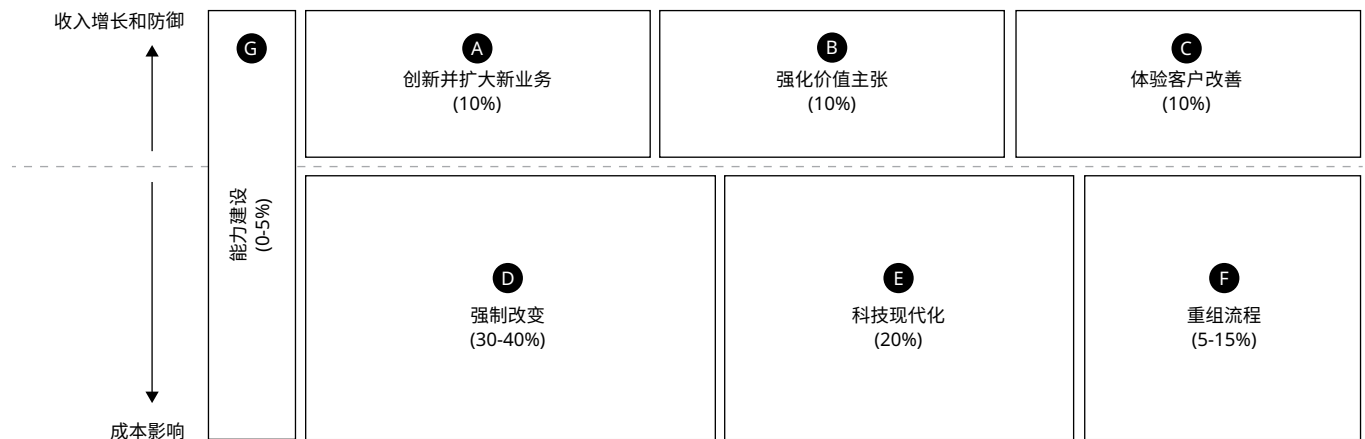 收入增长和防御
G
A
创新并扩大新业务
(10%)
B
强化价值主张
(10%)
C
体验客户改善
(10%)
能力建设
(0-5%)
D
强制改变
(30-40%)
E
科技现代化
(20%)
F
重组流程
(5-15%)
成本影响